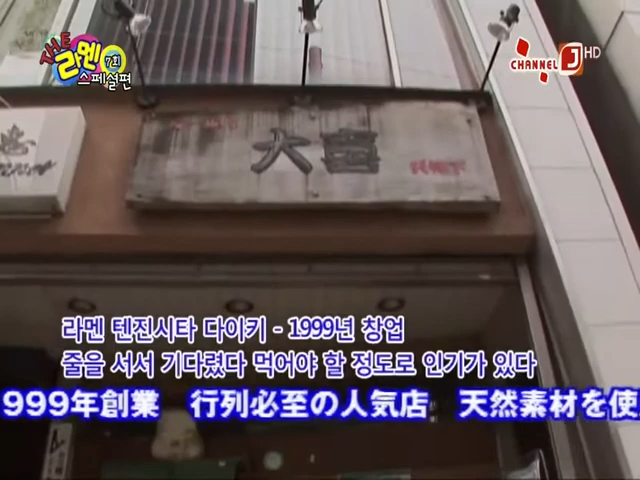 THE 라멘 7회
스페셜편
CHANNEL J HD
大喜
라멘 텐진시타 다이키 - 1999년 창업
줄을 서서 기다렸다 먹어야 할 정도로 인기가 있다
999年創業 行列必至の人気店 天然素材を使